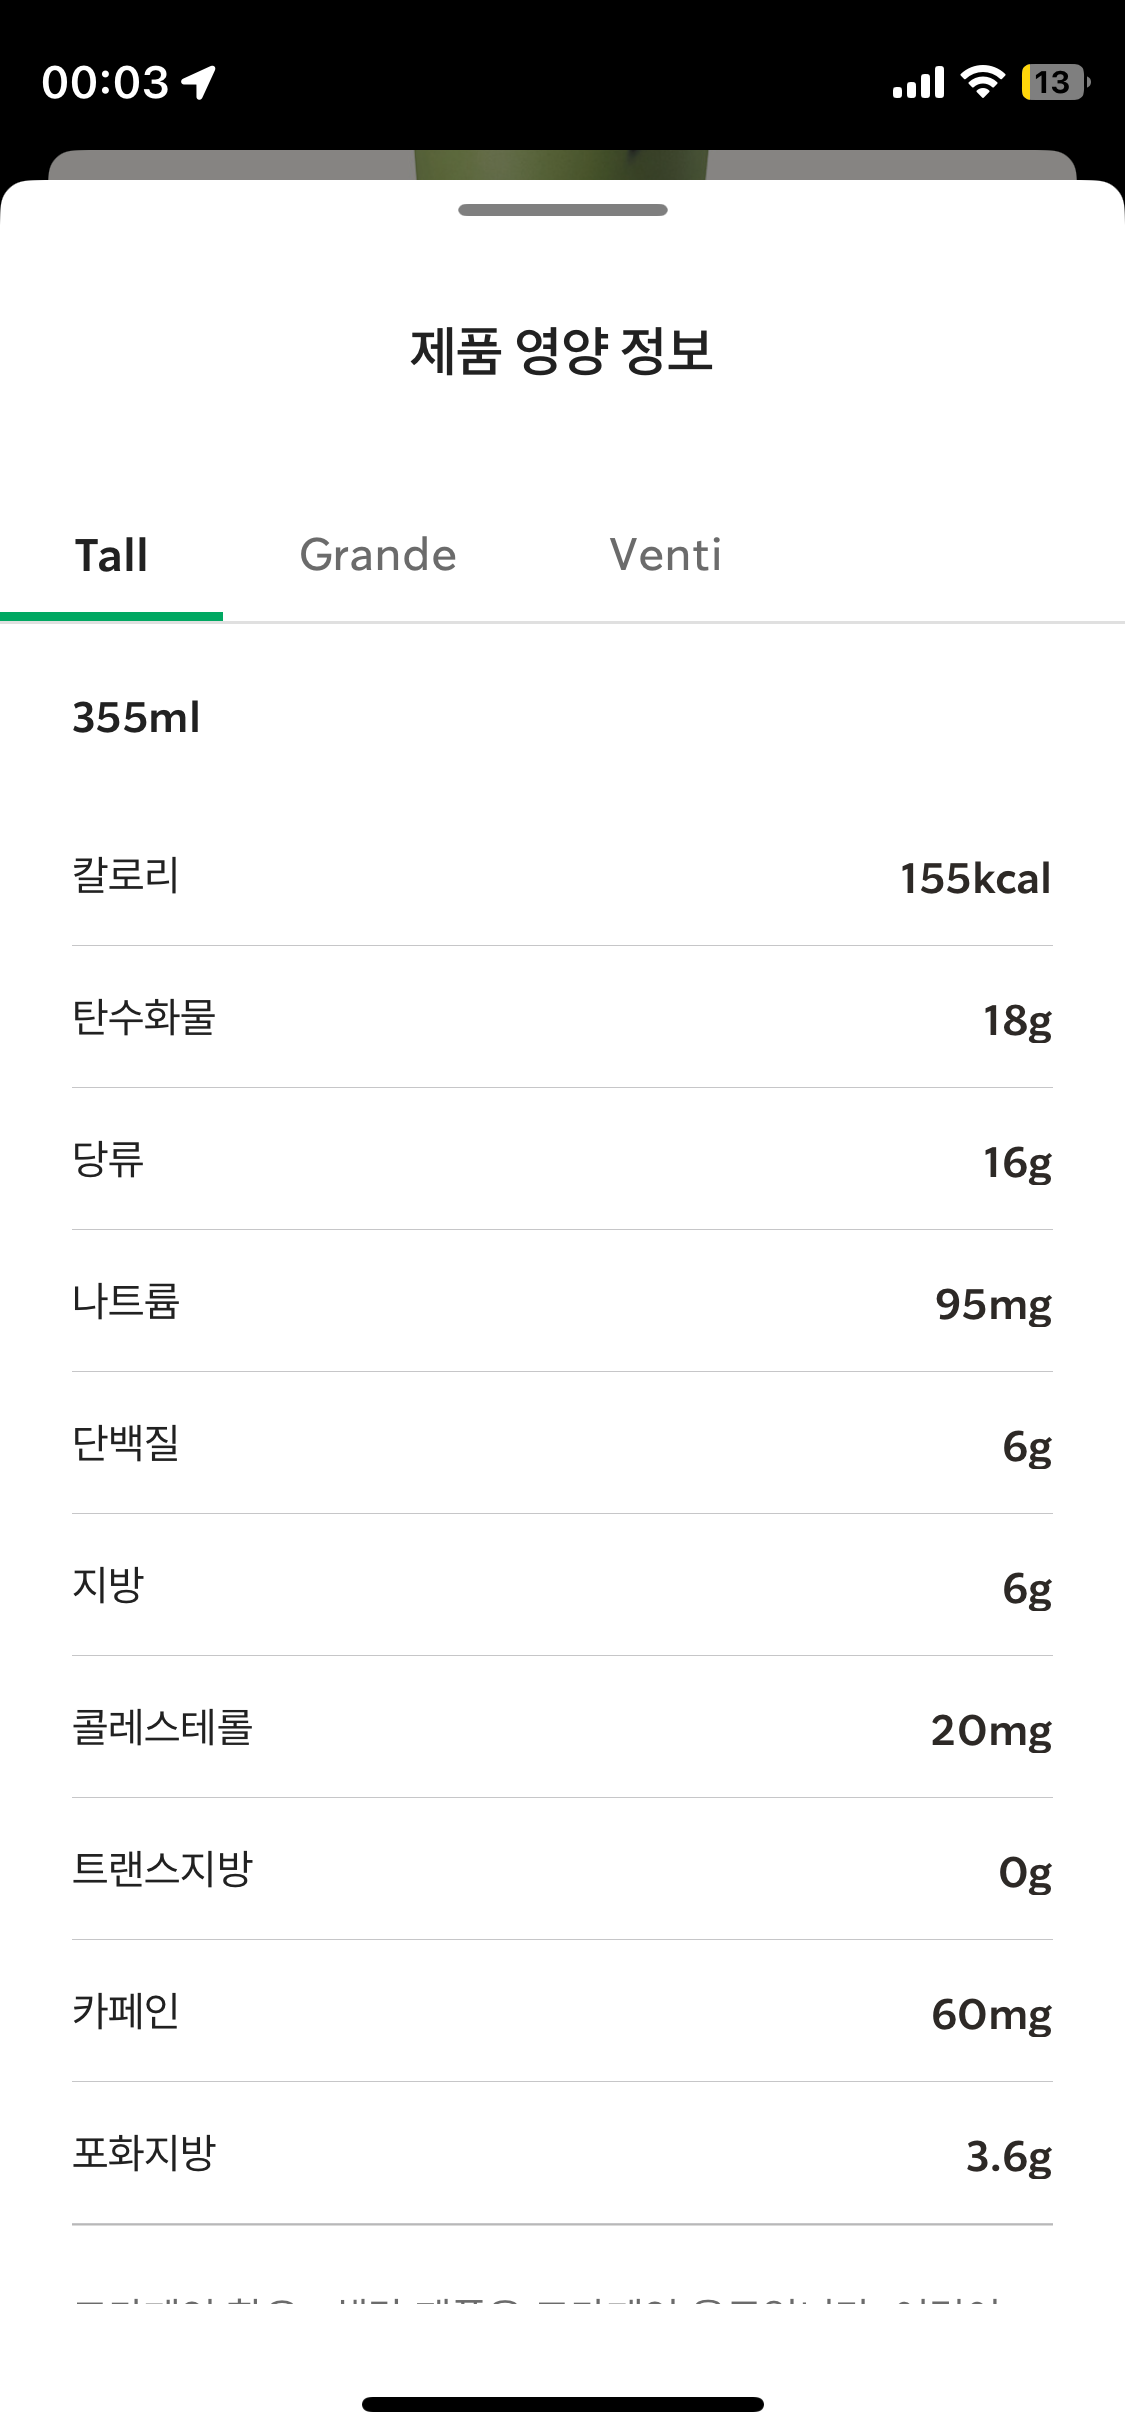 00:03
13
제품 영양 정보
Tall Grande Venti
355ml
칼로리 155kcal
탄수화물 18g
당류 16g
나트륨 95mg
단백질 6g
지방 6g
콜레스테롤 20mg
트랜스지방 0g
카페인 60mg
포화지방 3.6g